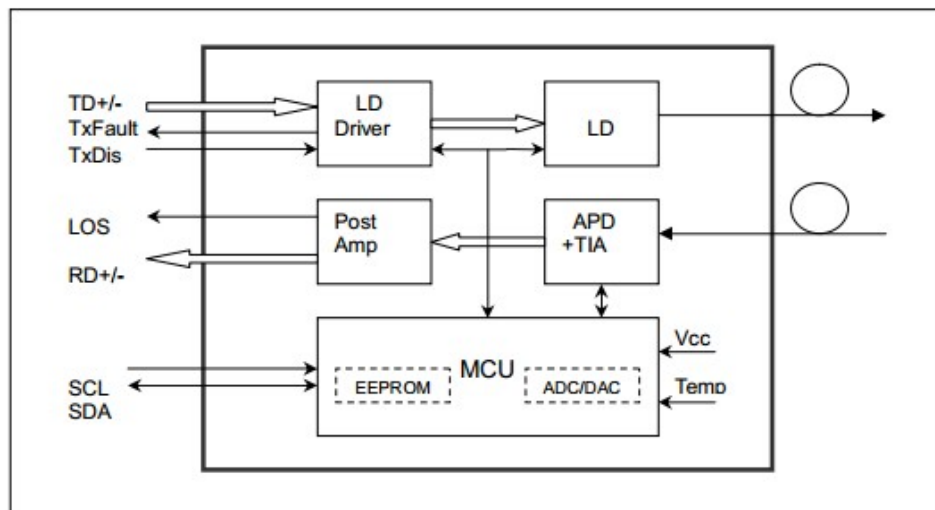 TD+/-
TxFault
TxDis
LD
Driver
LD
LOS
RD+/-
Post
Amp
APD
+TIA
SCL
SDA
MCU
EEPROM
ADC/DAC
Vcc
Temp